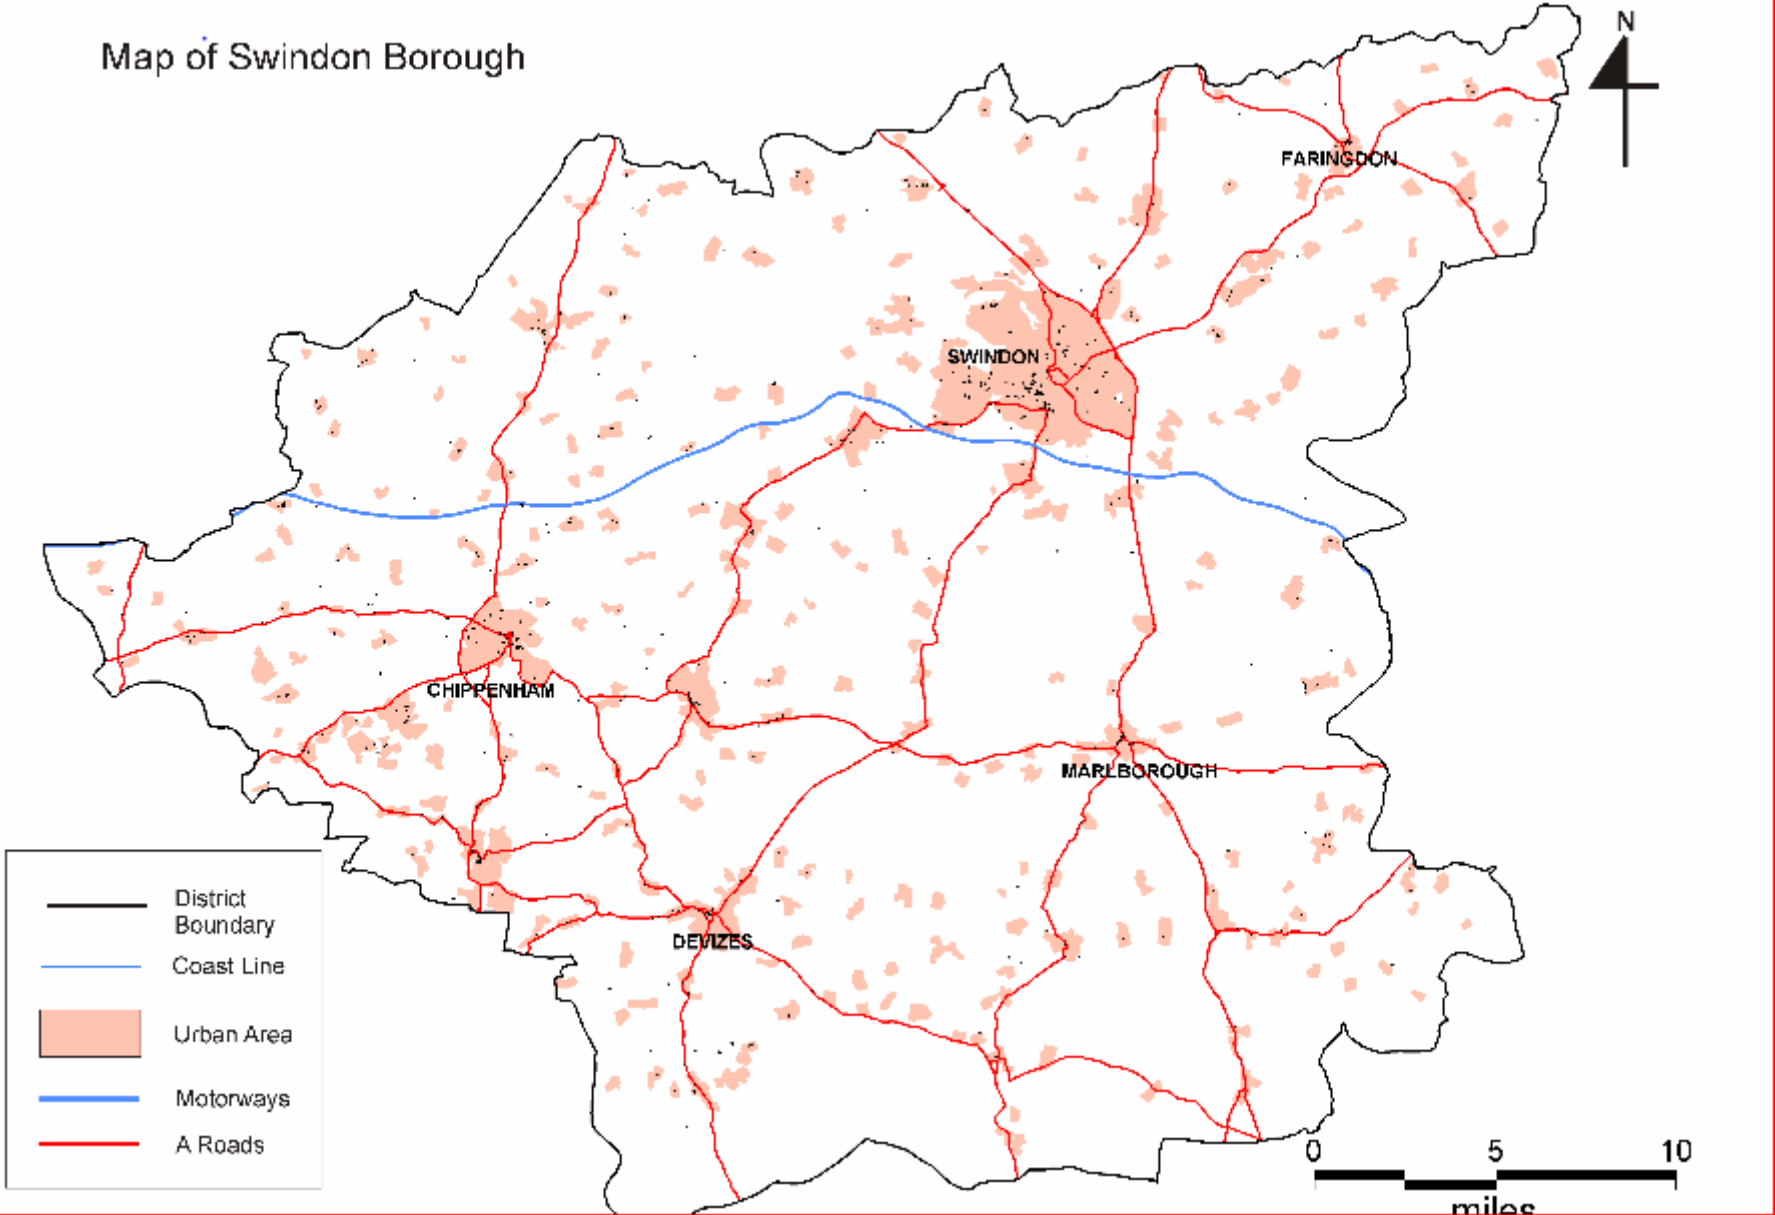 Map of Swindon Borough
N
FARINGDON
SWINDON
CHIPPENHAM
MARLBOROUGH
DEVIZES
District
Boundary
Coast Line
Urban Area
Motorways
A Roads
0 5 10
miles